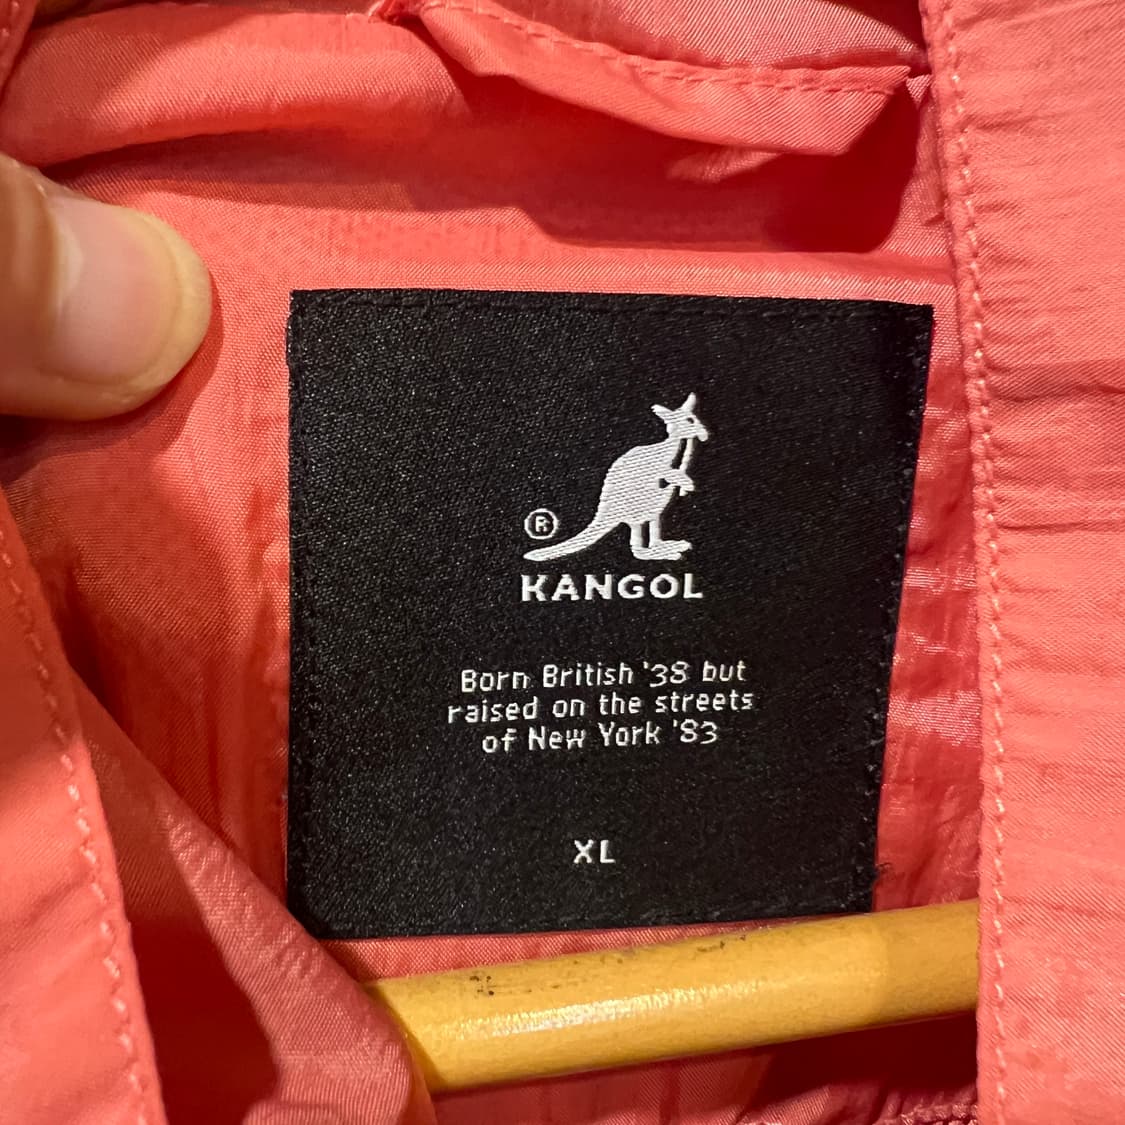 ®
KANGOL
Born British '38 but
raised on the streets
of New York '83
XL